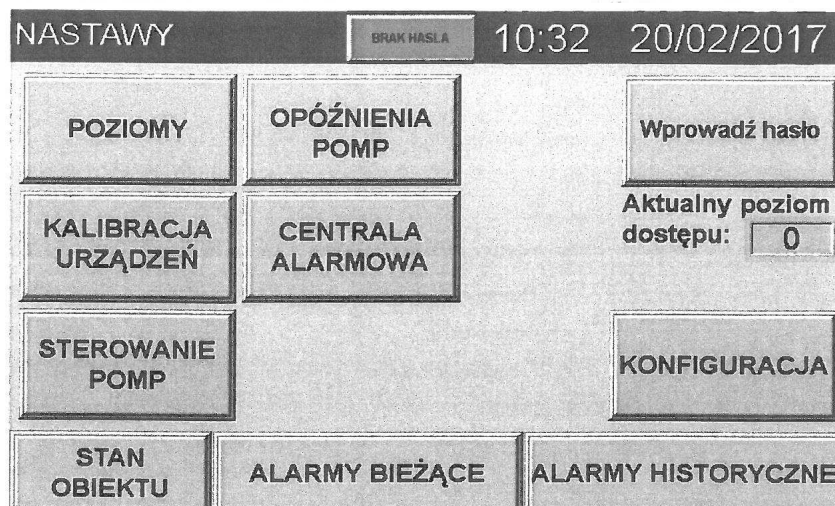 NASTAWY
BRAK HASLA
10:32 20/02/2017
POZIOMY
OPÓŹNIENIA
POMP
Wprowadź hasło
KALIBRACJA
URZĄDZEŃ
CENTRALA
ALARMOWA
Aktualny poziom
dostępu: 0
STEROWANIE
POMP
KONFIGURACJA
STAN
OBIEKTU
ALARMY BIEŻĄCE
ALARMY HISTORYCZNE